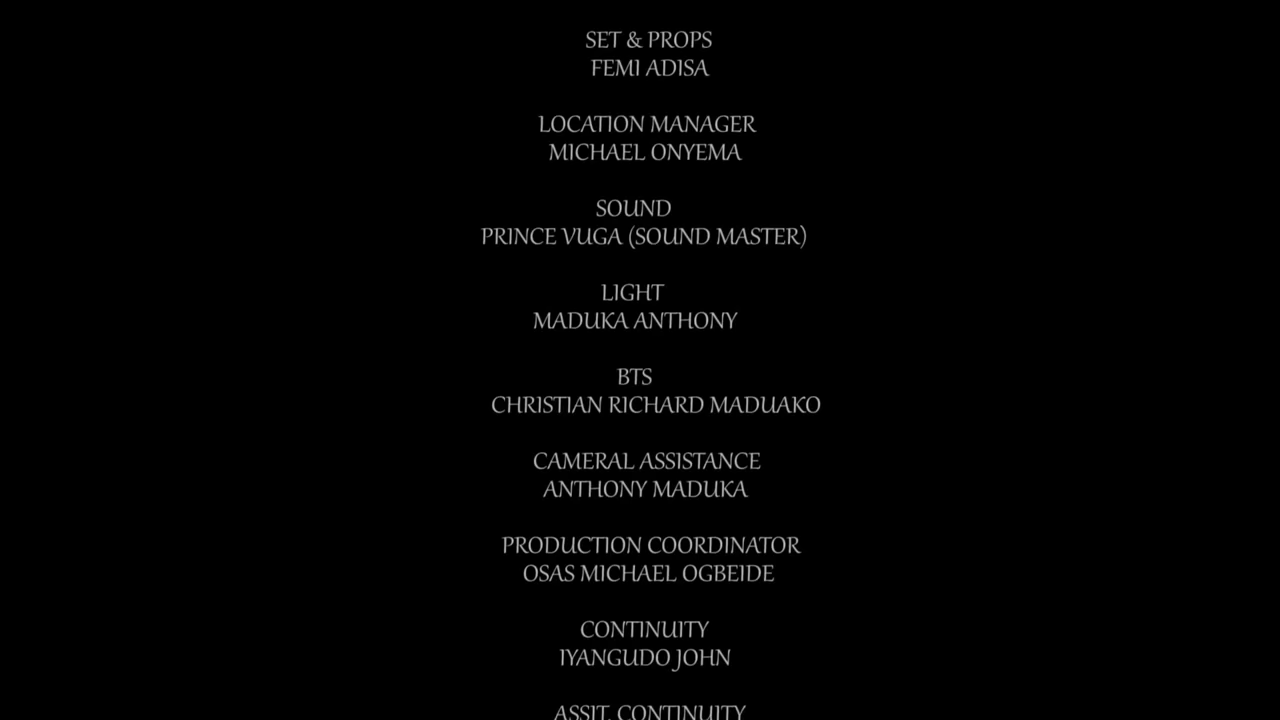 SET & PROPS
FEMI ADISA
LOCATION MANAGER
MICHAEL ONYEMA
SOUND
PRINCE VUGA (SOUND MASTER)
LIGHT
MADUKA ANTHONY
BTS
CHRISTIAN RICHARD MADUAKO
CAMERAL ASSISTANCE
ANTHONY MADUKA
PRODUCTION COORDINATOR
OSAS MICHAEL OGBEIDE
CONTINUITY
IYANGUDO JOHN
ASSIT. CONTINUITY